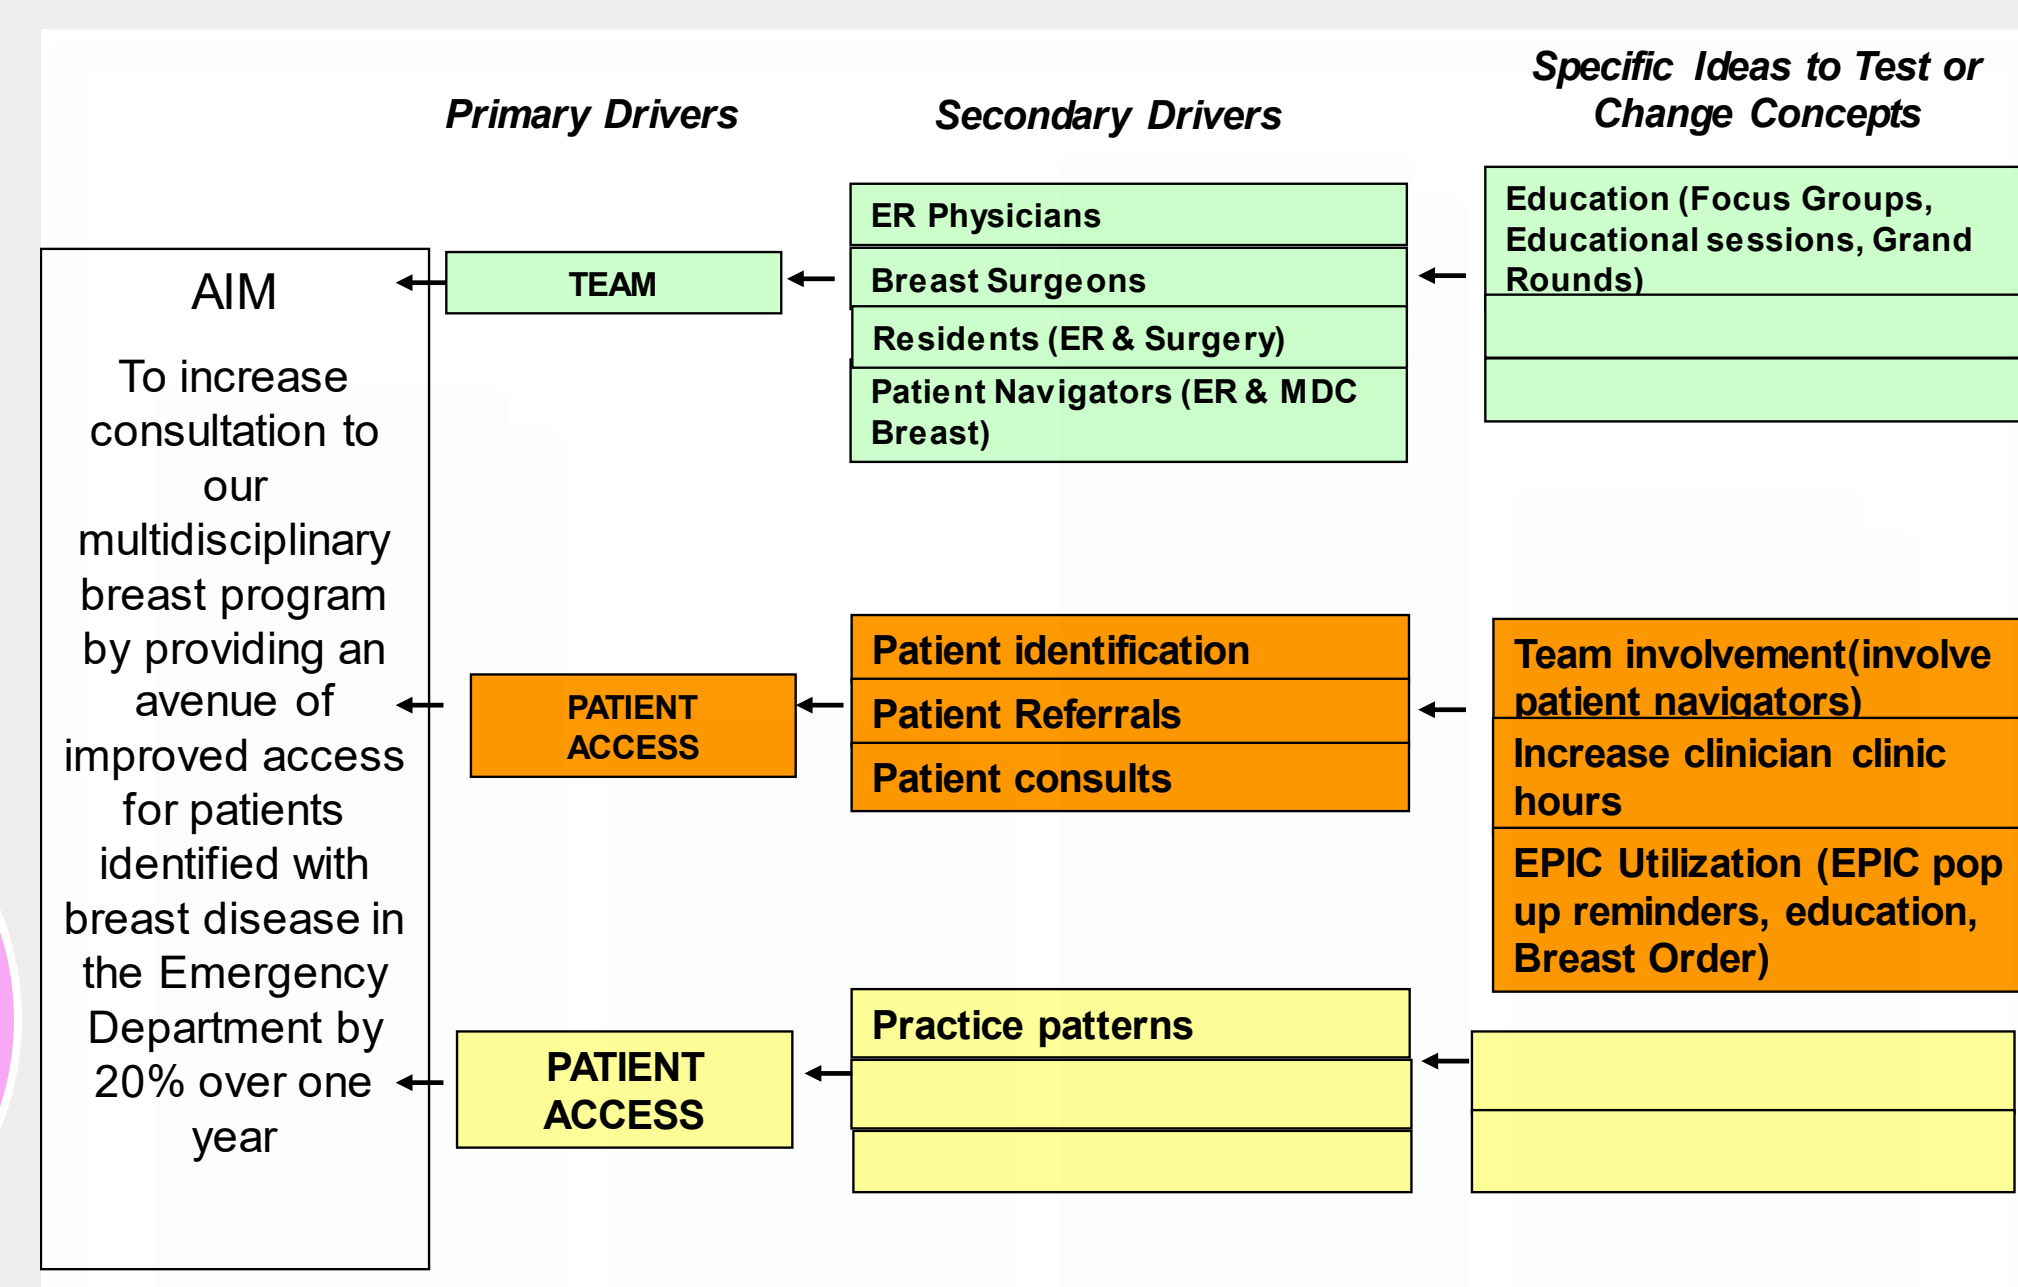 Primary Drivers
Secondary Drivers
Specific Ideas to Test or
Change Concepts
AIM
To increase
consultation to
our
multidisciplinary
breast program
by providing an
avenue of
improved access
for patients
identified with
breast disease in
the Emergency
Department by
20% over one
year
TEAM
ER Physicians
Breast Surgeons
Residents (ER & Surgery)
Patient Navigators (ER & MDC
Breast)
Education (Focus Groups,
Educational sessions, Grand
Rounds)
PATIENT
ACCESS
Patient identification
Patient Referrals
Patient consults
Team involvement(involve
patient navigators)
Increase clinician clinic
hours
EPIC Utilization (EPIC pop
up reminders, education,
Breast Order)
PATIENT
ACCESS
Practice patterns